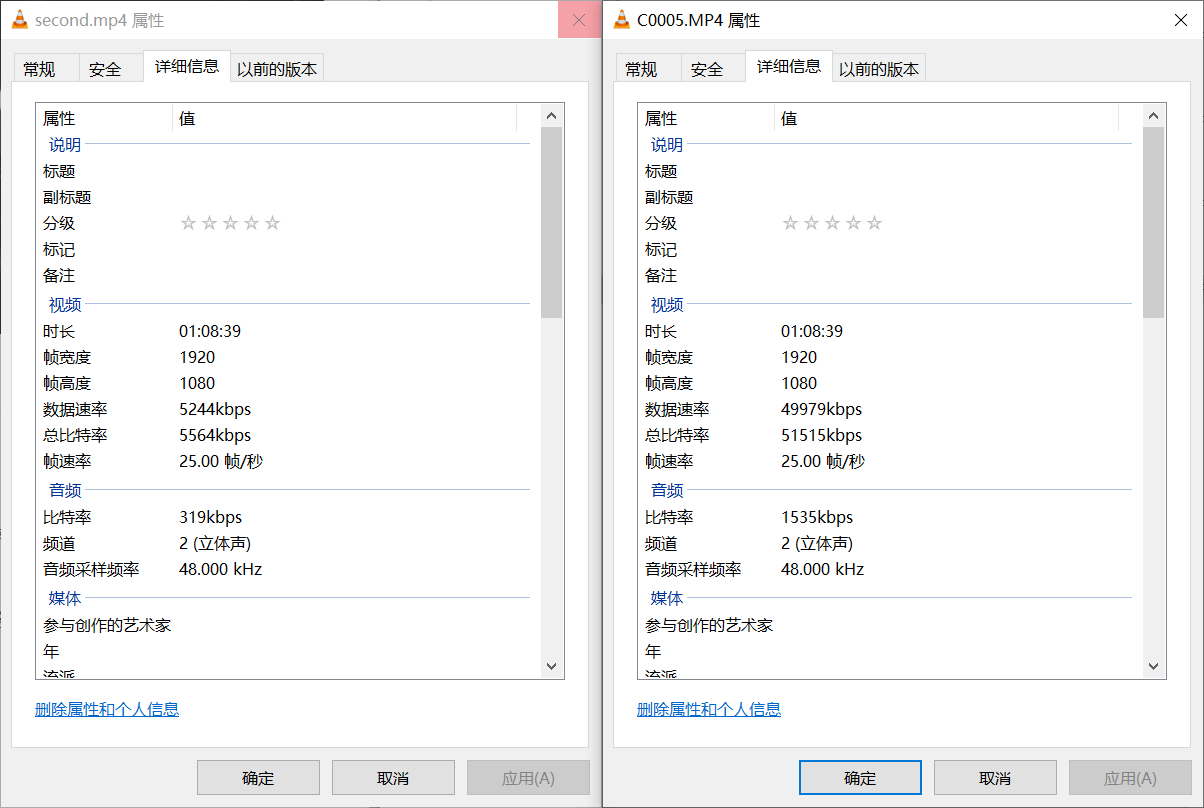 second.mp4 属性
常规 安全 详细信息 以前的版本
属性 值
说明
标题
副标题
分级 ☆ ☆ ☆ ☆ ☆
标记
备注
视频
时长 01:08:39
帧宽度 1920
帧高度 1080
数据速率 5244kbps
总比特率 5564kbps
帧速率 25.00 帧/秒
音频
比特率 319kbps
频道 2 (立体声)
音频采样频率 48.000 kHz
媒体
参与创作的艺术家
年
流派
删除属性和个人信息
确定 取消 应用(A)
C0005.MP4 属性
常规 安全 详细信息 以前的版本
属性 值
说明
标题
副标题
分级 ☆ ☆ ☆ ☆ ☆
标记
备注
视频
时长 01:08:39
帧宽度 1920
帧高度 1080
数据速率 49979kbps
总比特率 51515kbps
帧速率 25.00 帧/秒
音频
比特率 1535kbps
频道 2 (立体声)
音频采样频率 48.000 kHz
媒体
参与创作的艺术家
年
流派
删除属性和个人信息
确定 取消 应用(A)